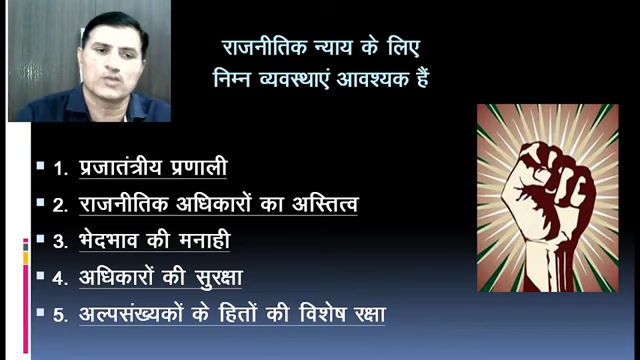 राजनीतिक न्याय के लिए
निम्न व्यवस्थाएं आवश्यक हैं
1. प्रजातंत्रीय प्रणाली
2. राजनीतिक अधिकारों का अस्तित्व
3. भेदभाव की मनाही
4. अधिकारों की सुरक्षा
5. अल्पसंख्यकों के हितों की विशेष रक्षा